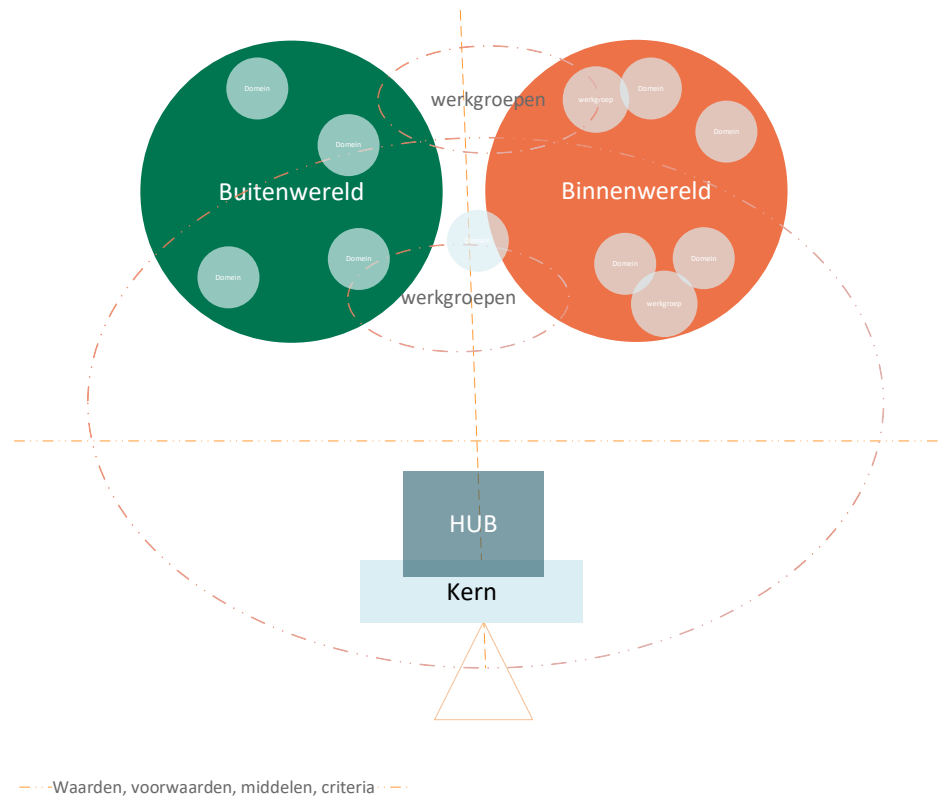 Domein
werkgroepen
werkgroep
Domein
Domein
Domein
Buitenwereld
Binnenwereld
Domein
Domein
Domein
Domein
werkgroepen
werkgroep
HUB
Kern
Waarden, voorwaarden, middelen, criteria